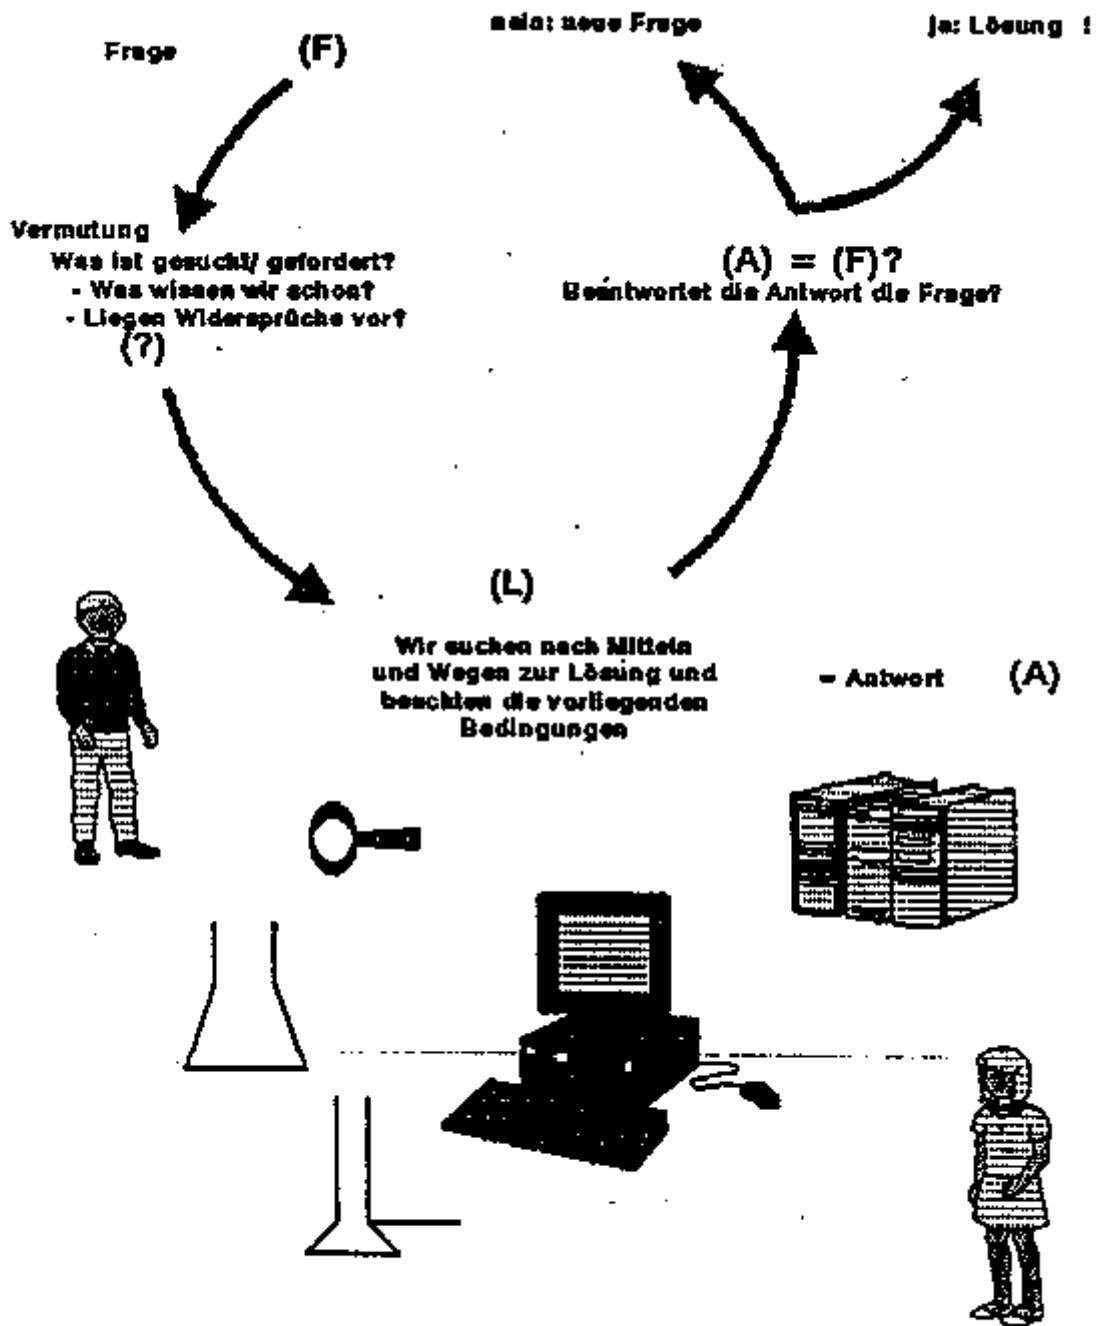 Frage (F)
nein: neue Frage
ja: Lösung !
Vermutung
Was ist gesucht/ gefordert?
- Was wissen wir schon?
- Liegen Widersprüche vor?
(?)
(A) = (F)?
Beantwortet die Antwort die Frage?
(L)
Wir suchen nach Mitteln
und Wegen zur Lösung und
beachten die vorliegenden
Bedingungen
= Antwort (A)